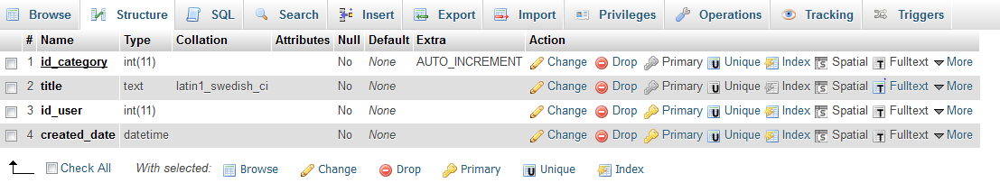 Browse Structure SQL Search Insert Export Import Privileges Operations Tracking Triggers
# Name Type Collation Attributes Null Default Extra Action
1 id_category int(11) No None AUTO_INCREMENT Change Drop Primary Unique Index Spatial Fulltext More
2 title text latin1_swedish_ci No None Change Drop Primary Unique Index Spatial Fulltext More
3 id_user int(11) No None Change Drop Primary Unique Index Spatial Fulltext More
4 created_date datetime No None Change Drop Primary Unique Index Spatial Fulltext More
Check All With selected: Browse Change Drop Primary Unique Index